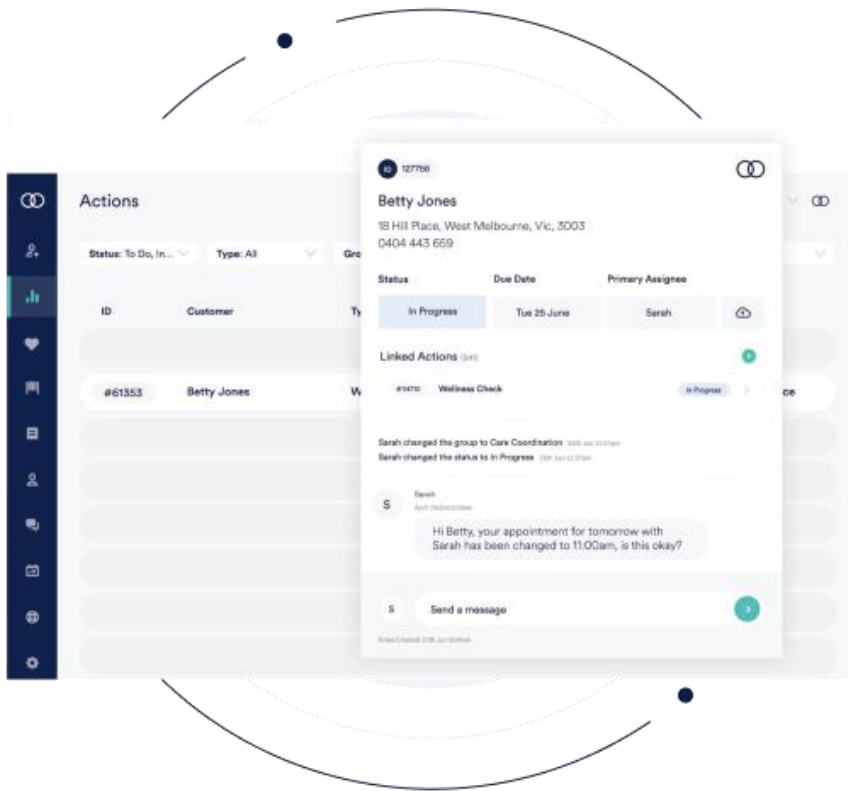 Actions
Status: To Do, In...
Type: All
Gro
ID
Customer
Ty
#61353
Betty Jones
W
ce
ID 127756
Betty Jones
18 Hill Place, West Melbourne, Vic, 3003
0404 443 659
Status
Due Date
Primary Assignee
In Progress
Tue 25 June
Sarah
Linked Actions
Wellness Check
In Progress
Sarah changed the group to Care Coordination
Sarah changed the status to In Progress
S
Sarah
Hi Betty, your appointment for tomorrow with
Sarah has been changed to 11:00am, is this okay?
S
Send a message